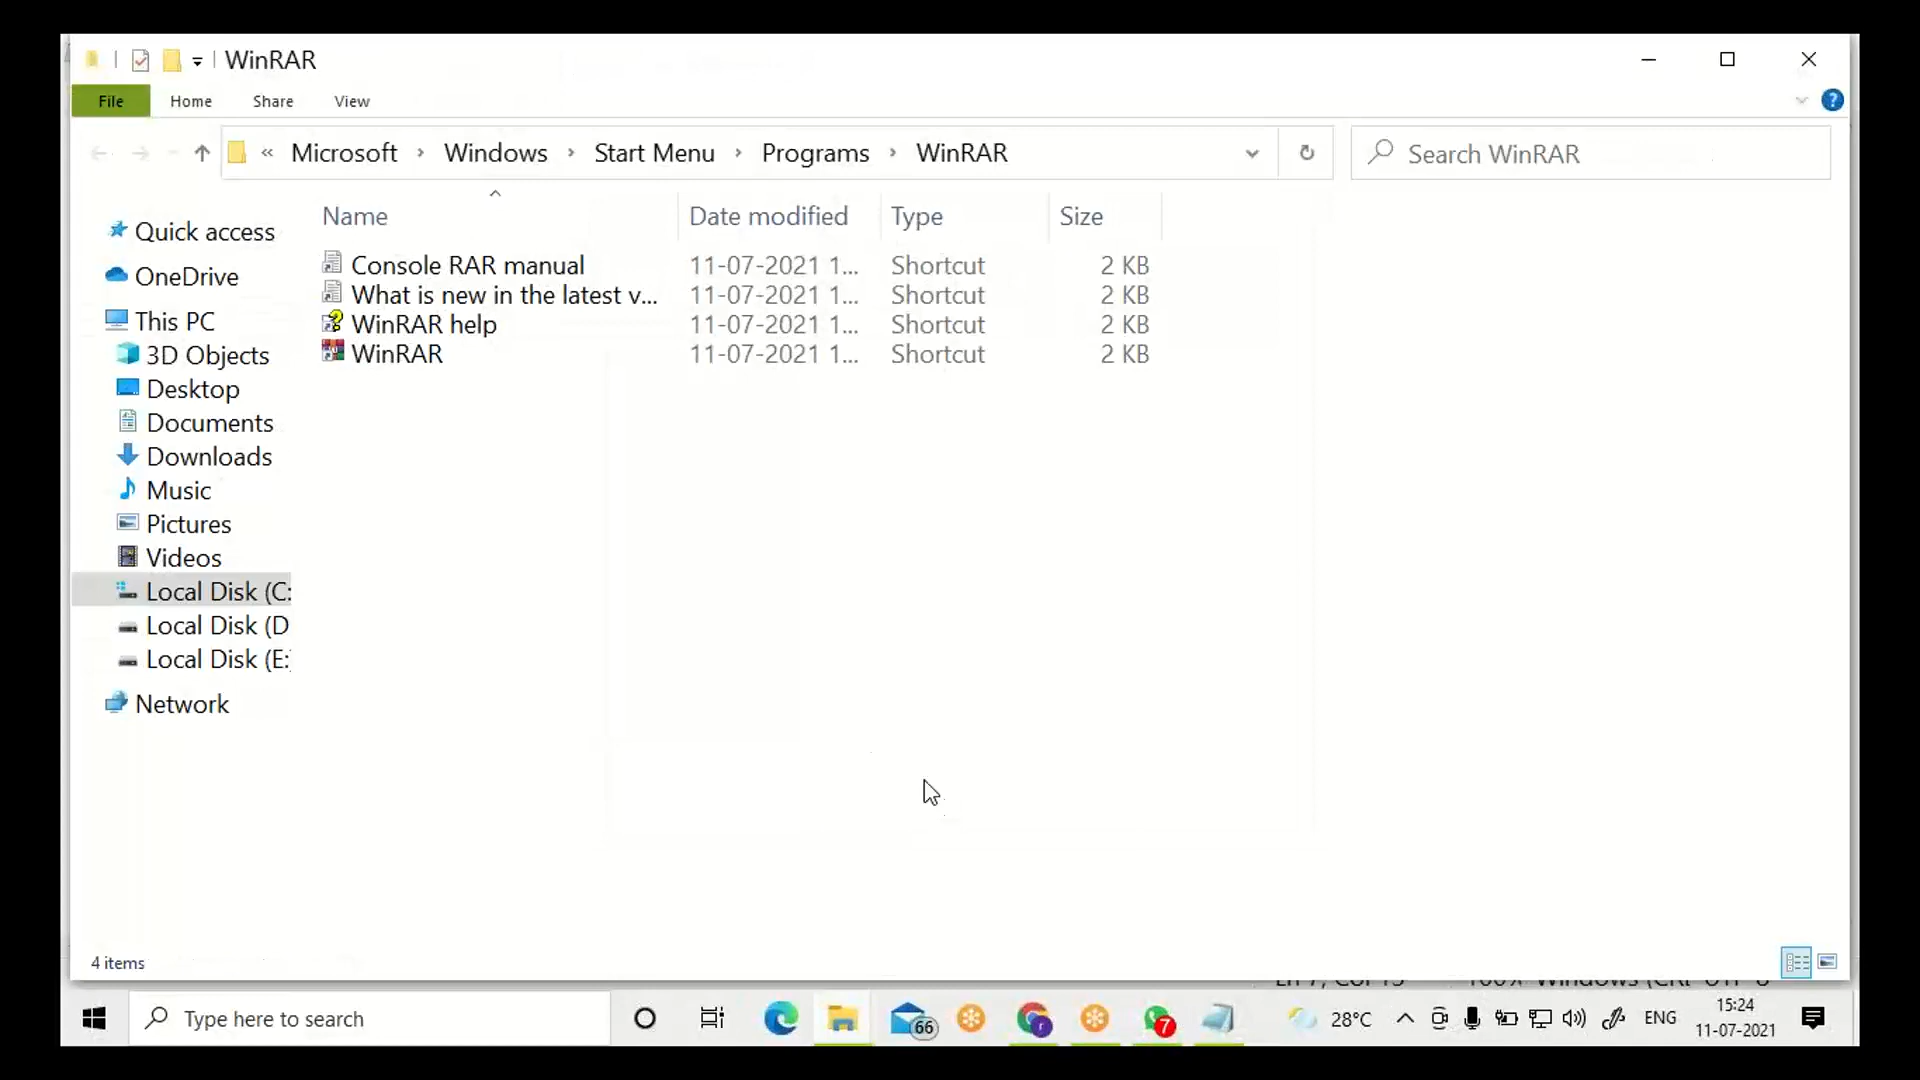 WinRAR
File Home Share View
« Microsoft › Windows › Start Menu › Programs › WinRAR
Search WinRAR
Name Date modified Type Size
Console RAR manual 11-07-2021 1... Shortcut 2 KB
What is new in the latest v... 11-07-2021 1... Shortcut 2 KB
WinRAR help 11-07-2021 1... Shortcut 2 KB
WinRAR 11-07-2021 1... Shortcut 2 KB
Quick access
OneDrive
This PC
3D Objects
Desktop
Documents
Downloads
Music
Pictures
Videos
Local Disk (C:
Local Disk (D
Local Disk (E:
Network
4 items
Type here to search
66
r
7
28°C
ENG
15:24
11-07-2021